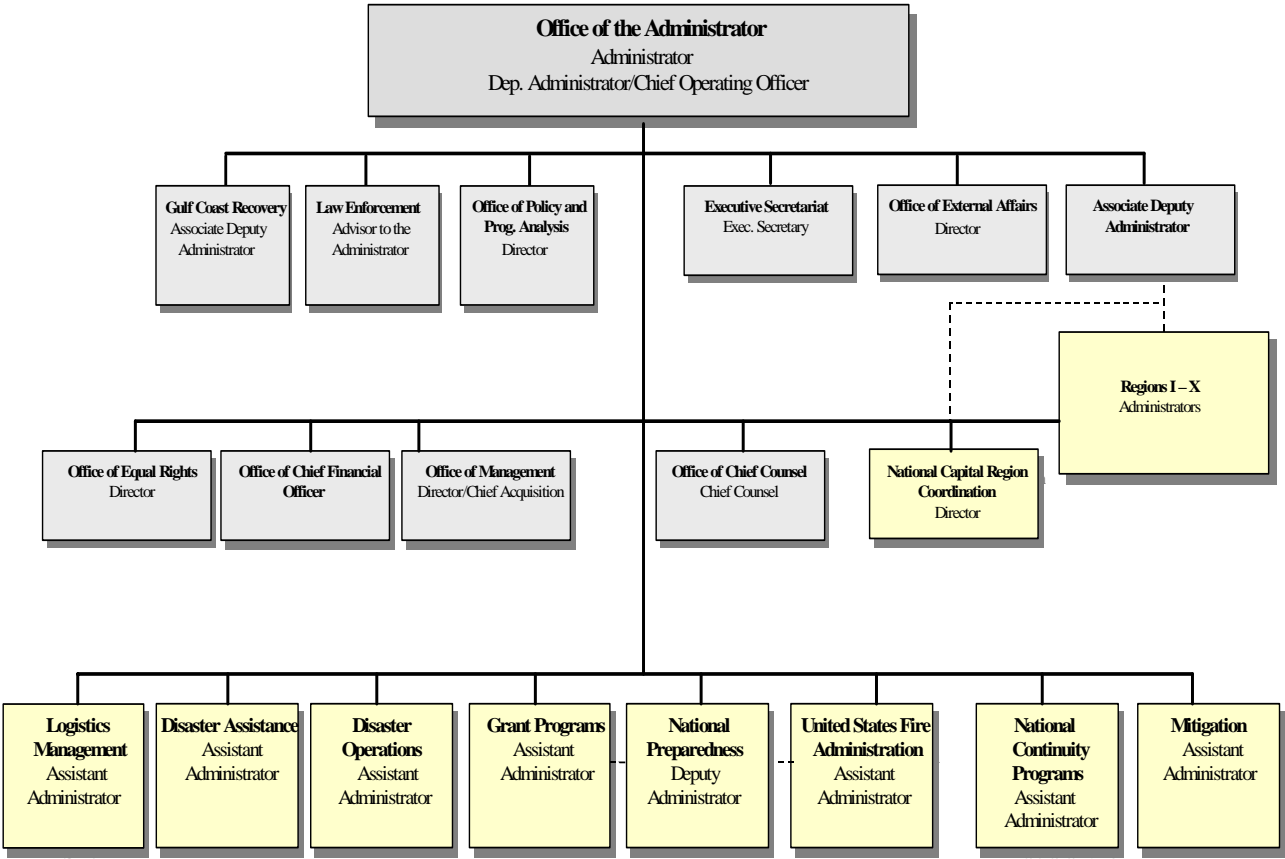 Office of the Administrator
Administrator
Dep. Administrator/Chief Operating Officer
Gulf Coast Recovery
Associate Deputy
Administrator
Law Enforcement
Advisor to the
Administrator
Office of Policy and
Prog. Analysis
Director
Executive Secretariat
Exec. Secretary
Office of External Affairs
Director
Associate Deputy
Administrator
Regions I – X
Administrators
Office of Equal Rights
Director
Office of Chief Financial
Officer
Office of Management
Director/Chief Acquisition
Office of Chief Counsel
Chief Counsel
National Capital Region
Coordination
Director
Logistics
Management
Assistant
Administrator
Disaster Assistance
Assistant
Administrator
Disaster
Operations
Assistant
Administrator
Grant Programs
Assistant
Administrator
National
Preparedness
Deputy
Administrator
United States Fire
Administration
Assistant
Administrator
National
Continuity
Programs
Assistant
Administrator
Mitigation
Assistant
Administrator